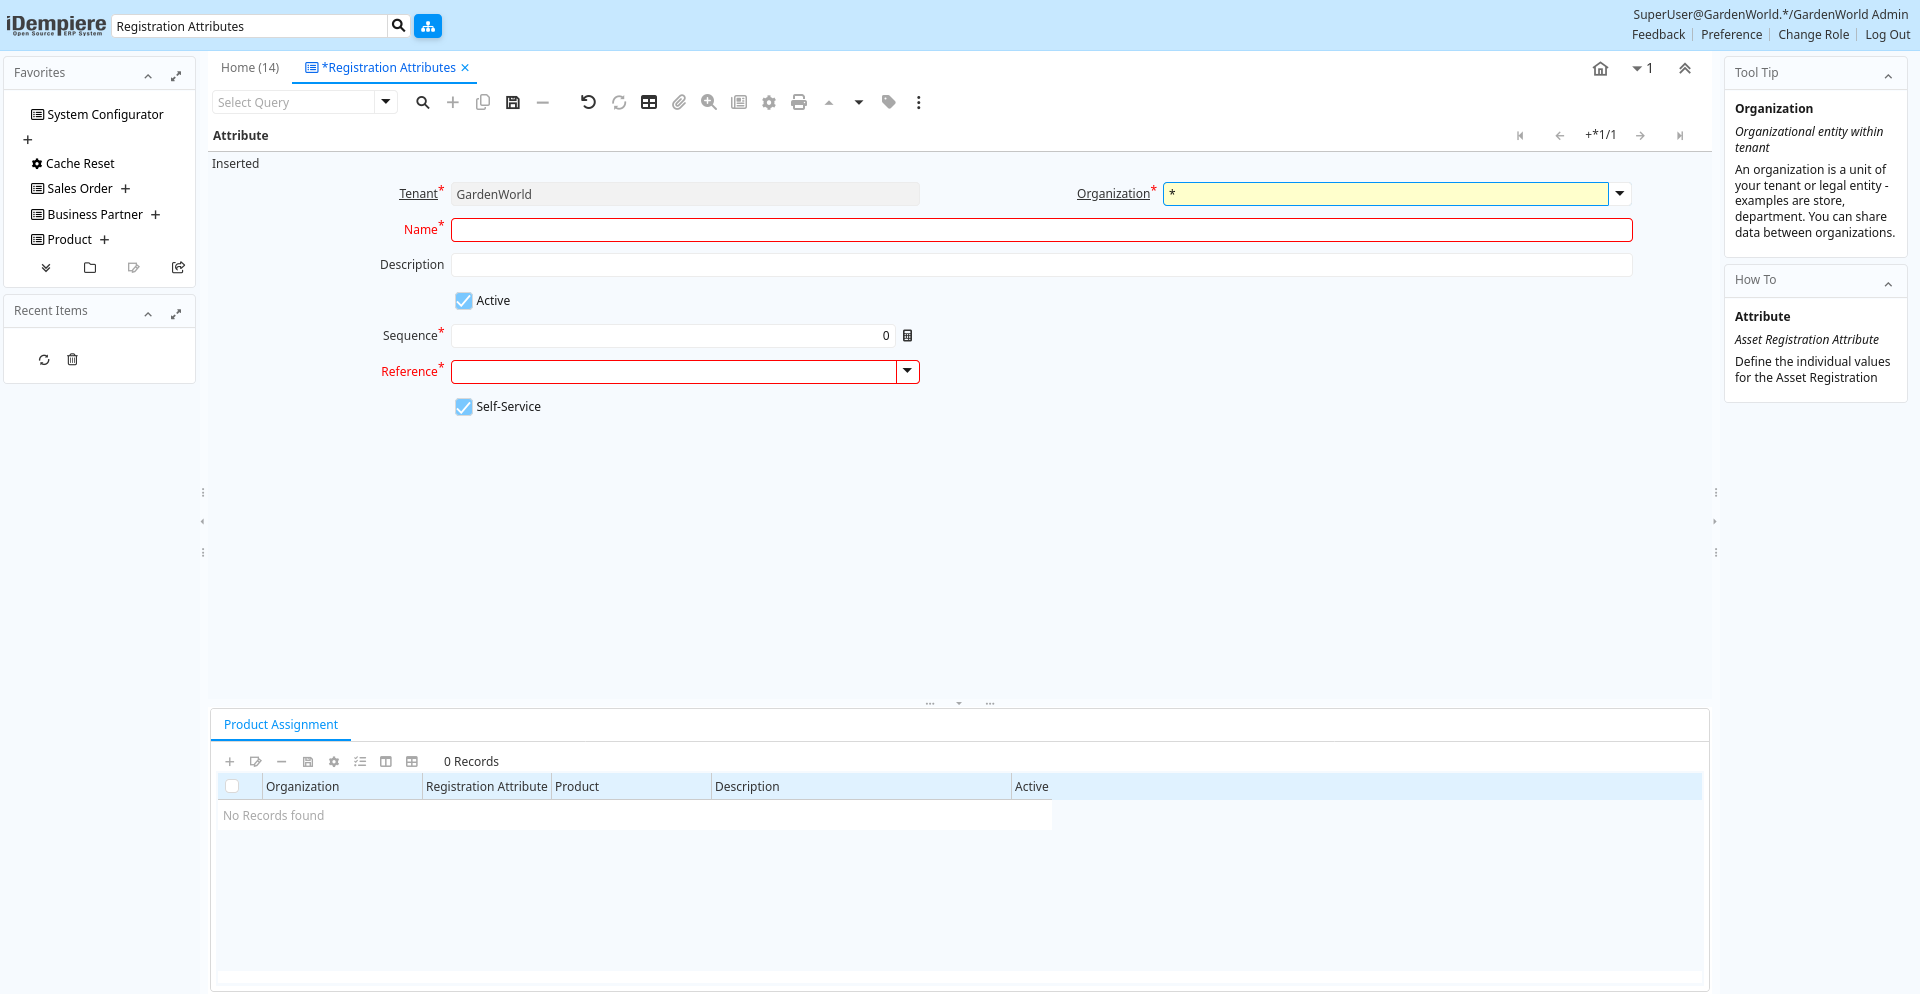 iDempiere
Open Source ERP System
Registration Attributes
SuperUser@GardenWorld.*/GardenWorld Admin
Feedback
Preference
Change Role
Log Out
Favorites
System Configurator
Cache Reset
Sales Order
Business Partner
Product
Recent Items
Home (14)
*Registration Attributes
1
Select Query
Attribute
+*1/1
Inserted
Tenant*
GardenWorld
Organization*
*
Name*
Description
Active
Sequence*
0
Reference*
Self-Service
Product Assignment
0 Records
Organization
Registration Attribute
Product
Description
Active
No Records found
Tool Tip
Organization
Organizational entity within
tenant
An organization is a unit of
your tenant or legal entity -
examples are store,
department. You can share
data between organizations.
How To
Attribute
Asset Registration Attribute
Define the individual values
for the Asset Registration